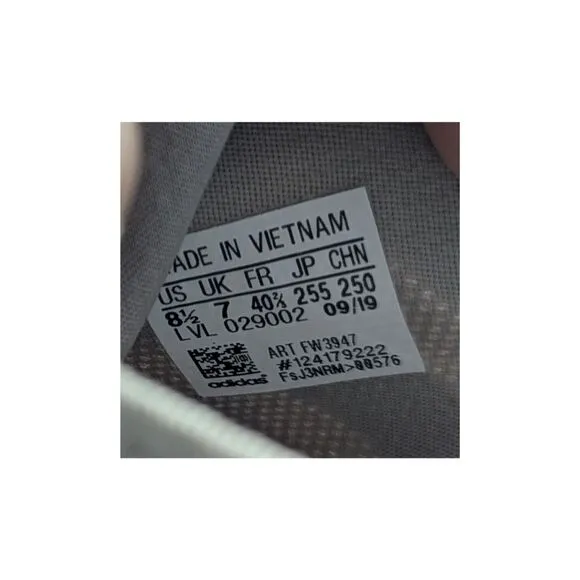 MADE IN VIETNAM
US UK FR JP CHN
8½ 7 40⅔ 255 250
LVL 029002 09/19
ART FW3947
#124179222
FsJ3NRM>00576
adidas